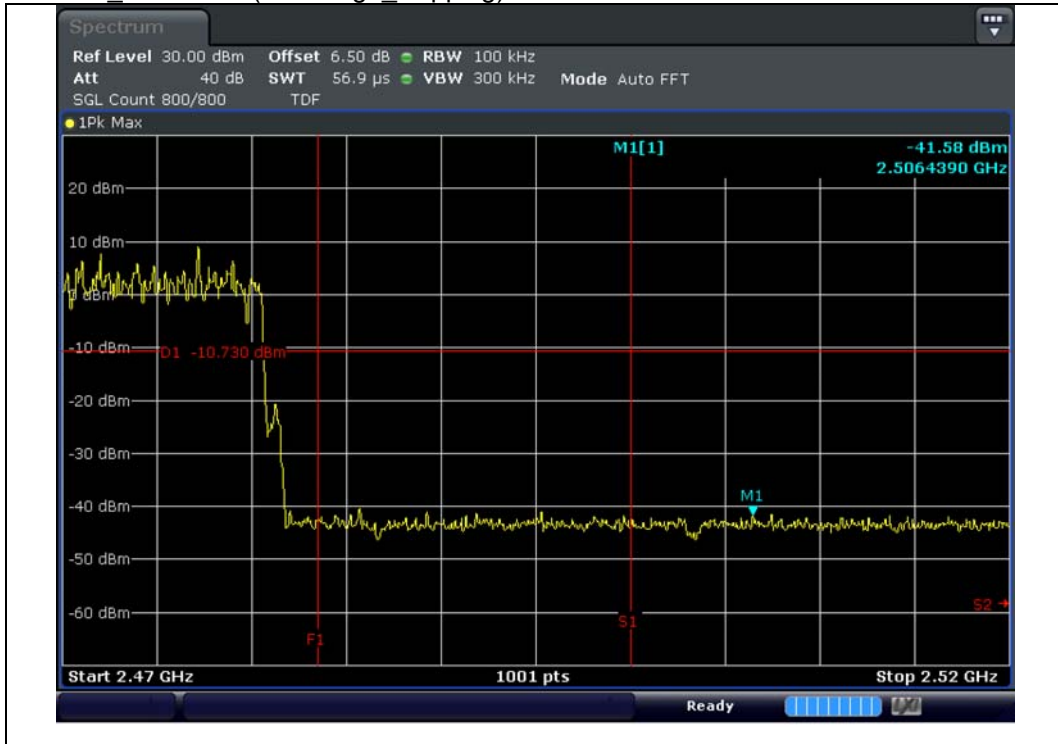 Spectrum
Ref Level 30.00 dBm Offset 6.50 dB RBW 100 kHz
Att 40 dB SWT 56.9 µs VBW 300 kHz Mode Auto FFT
SGL Count 800/800 TDF
1Pk Max
M1[1] -41.58 dBm
2.5064390 GHz
20 dBm
10 dBm
0 dBm
-10 dBm
D1 -10.730 dBm
-20 dBm
-30 dBm
-40 dBm
M1
-50 dBm
-60 dBm
S2
S1
F1
Start 2.47 GHz 1001 pts Stop 2.52 GHz
Ready